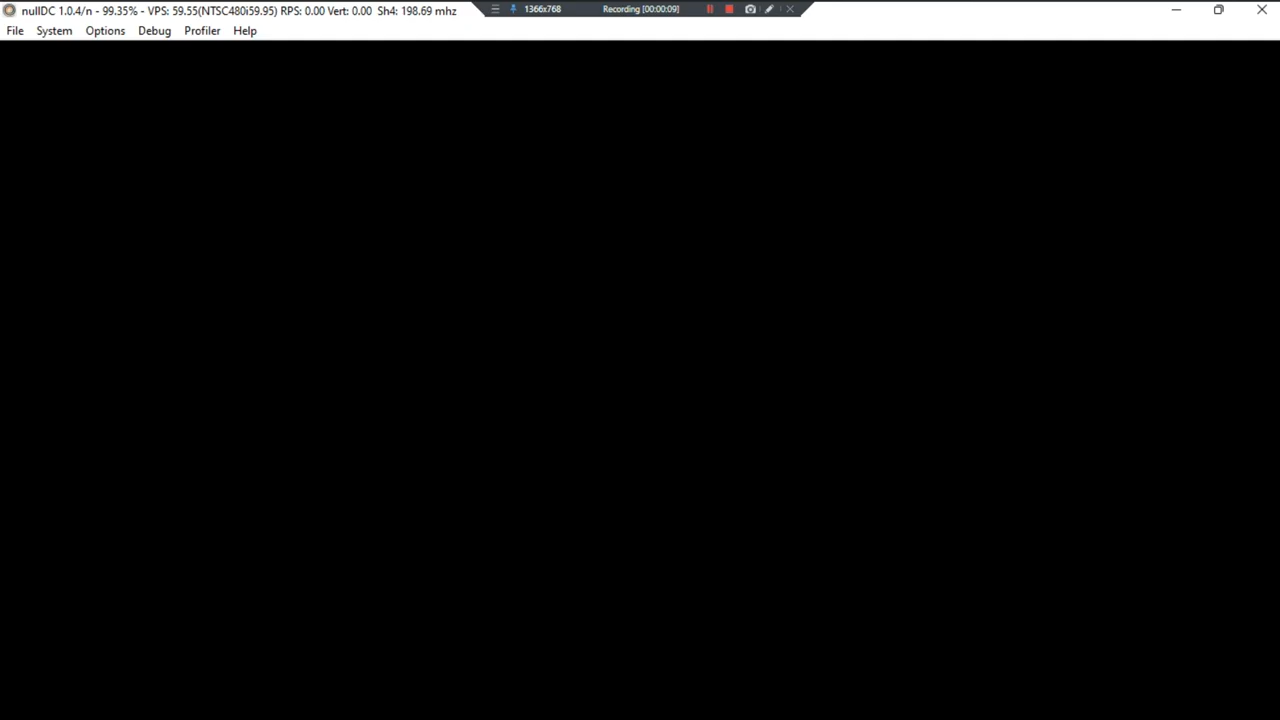 nullDC 1.0.4/n - 99.35% - VPS: 59.55(NTSC480i59.95) RPS: 0.00 Vert: 0.00 Sh4: 198.69 mhz
1366x768 Recording [00:00:09]
File System Options Debug Profiler Help